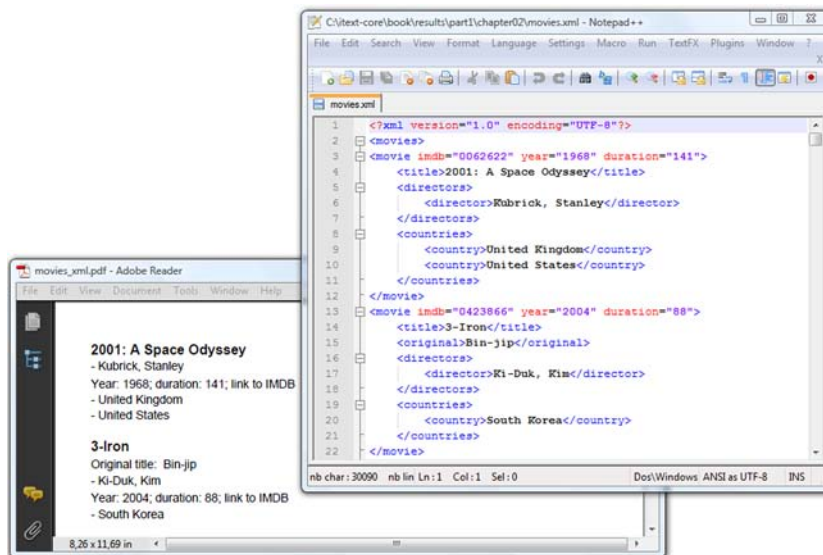 C:\itext-core\book\results\part1\chapter02\movies.xml - Notepad++
File Edit Search View Format Language Settings Macro Run TextFX Plugins Window ?
X
movies.xml
1 <?xml version="1.0" encoding="UTF-8"?>
2 <movies>
3 <movie imdb="0062622" year="1968" duration="141">
4 <title>2001: A Space Odyssey</title>
5 <directors>
6 <director>Kubrick, Stanley</director>
7 </directors>
8 <countries>
9 <country>United Kingdom</country>
10 <country>United States</country>
11 </countries>
12 </movie>
13 <movie imdb="0423866" year="2004" duration="88">
14 <title>3-Iron</title>
15 <original>Bin-jip</original>
16 <directors>
17 <director>Ki-Duk, Kim</director>
18 </directors>
19 <countries>
20 <country>South Korea</country>
21 </countries>
22 </movie>
nb char : 30090 nb lin Ln : 1 Col : 1 Sel : 0 Dos\Windows ANSI as UTF-8 INS
movies_xml.pdf - Adobe Reader
File Edit View Document Tools Window Help
2001: A Space Odyssey
- Kubrick, Stanley
Year: 1968; duration: 141; link to IMDB
- United Kingdom
- United States
3-Iron
Original title: Bin-jip
- Ki-Duk, Kim
Year: 2004; duration: 88; link to IMDB
- South Korea
8,26 x 11,69 in